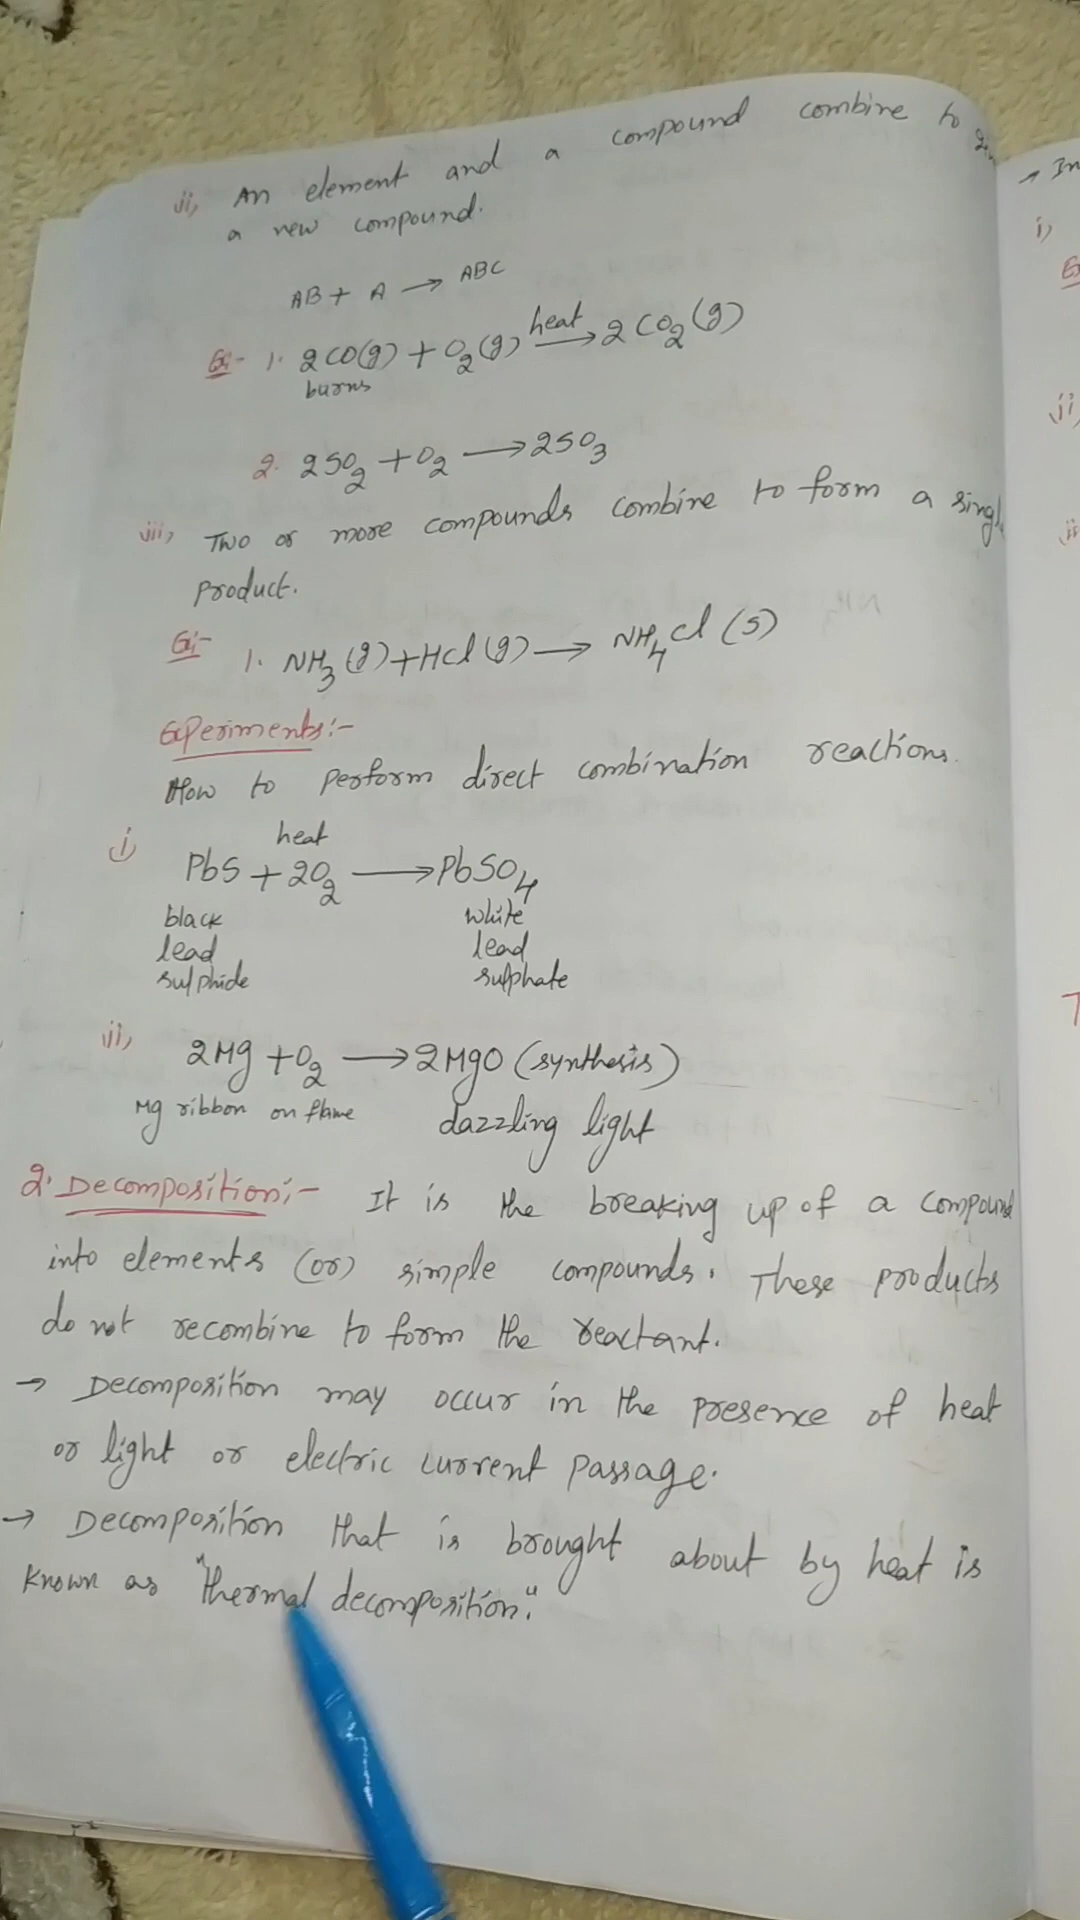 ii, An element and a compound combine to
a new compound.
AB + A → ABC
Ex:- 1. 2CO(g) + O2(g) heat→ 2CO2(g)
burns
2. 2SO2 + O2 → 2SO3
iii, Two or more compounds combine to form a single
product.
Ex:-
1. NH3(g) + HCl(g) → NH4Cl(s)
Experiments:-
How to perform direct combination reactions.
i heat
PbS + 2O2 → PbSO4
black white
lead lead
sulphide sulphate
ii, 2Mg + O2 → 2MgO (synthesis)
Mg ribbon on flame dazzling light
2. Decomposition:- It is the breaking up of a compound
into elements (or) simple compounds. These products
do not recombine to form the reactant.
→ Decomposition may occur in the presence of heat
or light or electric current passage.
→ Decomposition that is brought about by heat is
known as "thermal decomposition."
→ In
i)
Ex
ii,
T